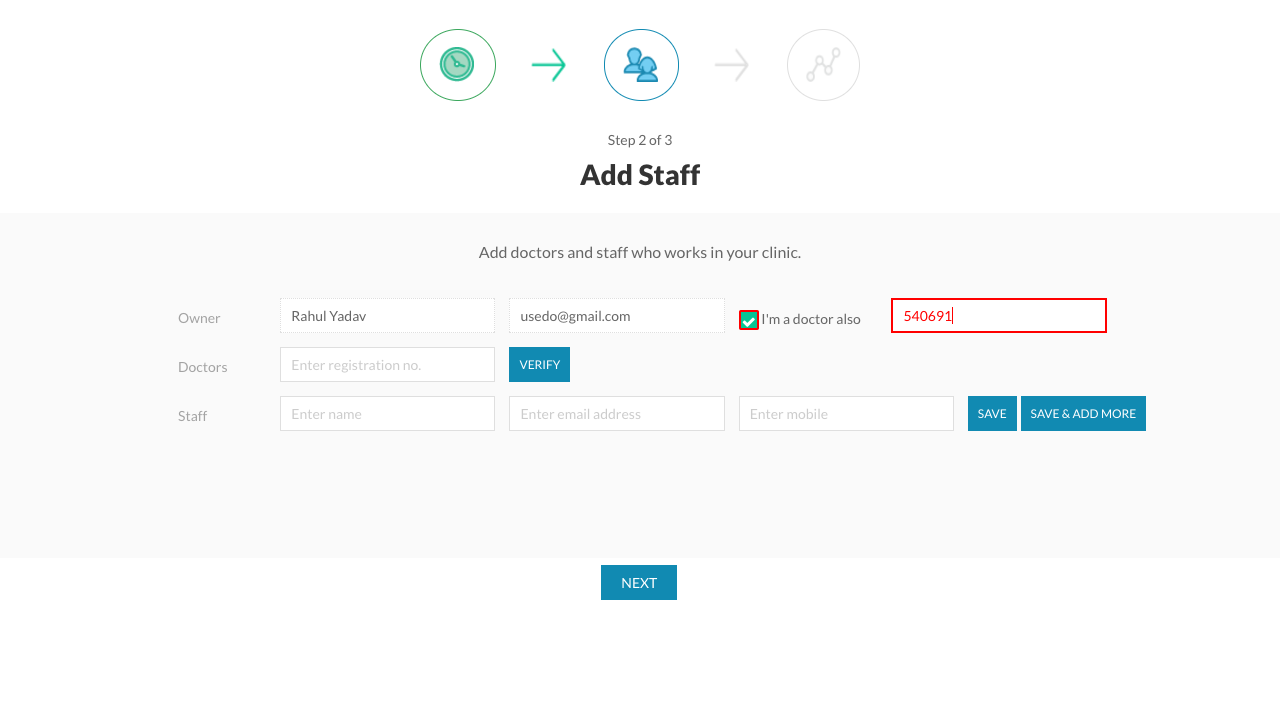 Step 2 of 3
Add Staff
Add doctors and staff who works in your clinic.
Owner Rahul Yadav usedo@gmail.com I'm a doctor also 540691
Doctors Enter registration no. VERIFY
Staff Enter name Enter email address Enter mobile SAVE SAVE & ADD MORE
NEXT